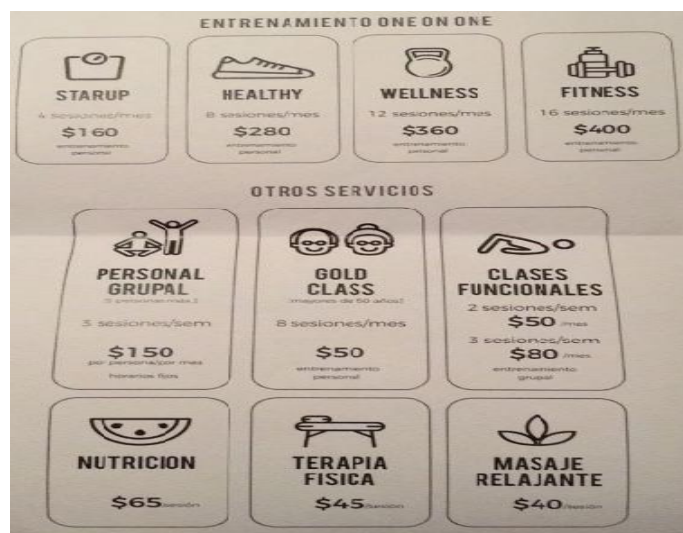 ENTRENAMIENTO ONE ON ONE
STARUP
4 sesiones/mes
$160
entrenamiento
personal
HEALTHY
8 sesiones/mes
$280
entrenamiento
personal
WELLNESS
12 sesiones/mes
$360
entrenamiento
personal
FITNESS
16 sesiones/mes
$400
entrenamiento
personal
OTROS SERVICIOS
PERSONAL
GRUPAL
3 sesiones/sem
$150
por persona/por mes
horarios fijos
GOLD
CLASS
(mayores de 50 años)
8 sesiones/mes
$50
entrenamiento
personal
CLASES
FUNCIONALES
2 sesiones/sem
$50 /mes
3 sesiones/sem
$80 /mes
entrenamiento
grupal
NUTRICION
$65/sesión
TERAPIA
FISICA
$45/sesión
MASAJE
RELAJANTE
$40/sesión